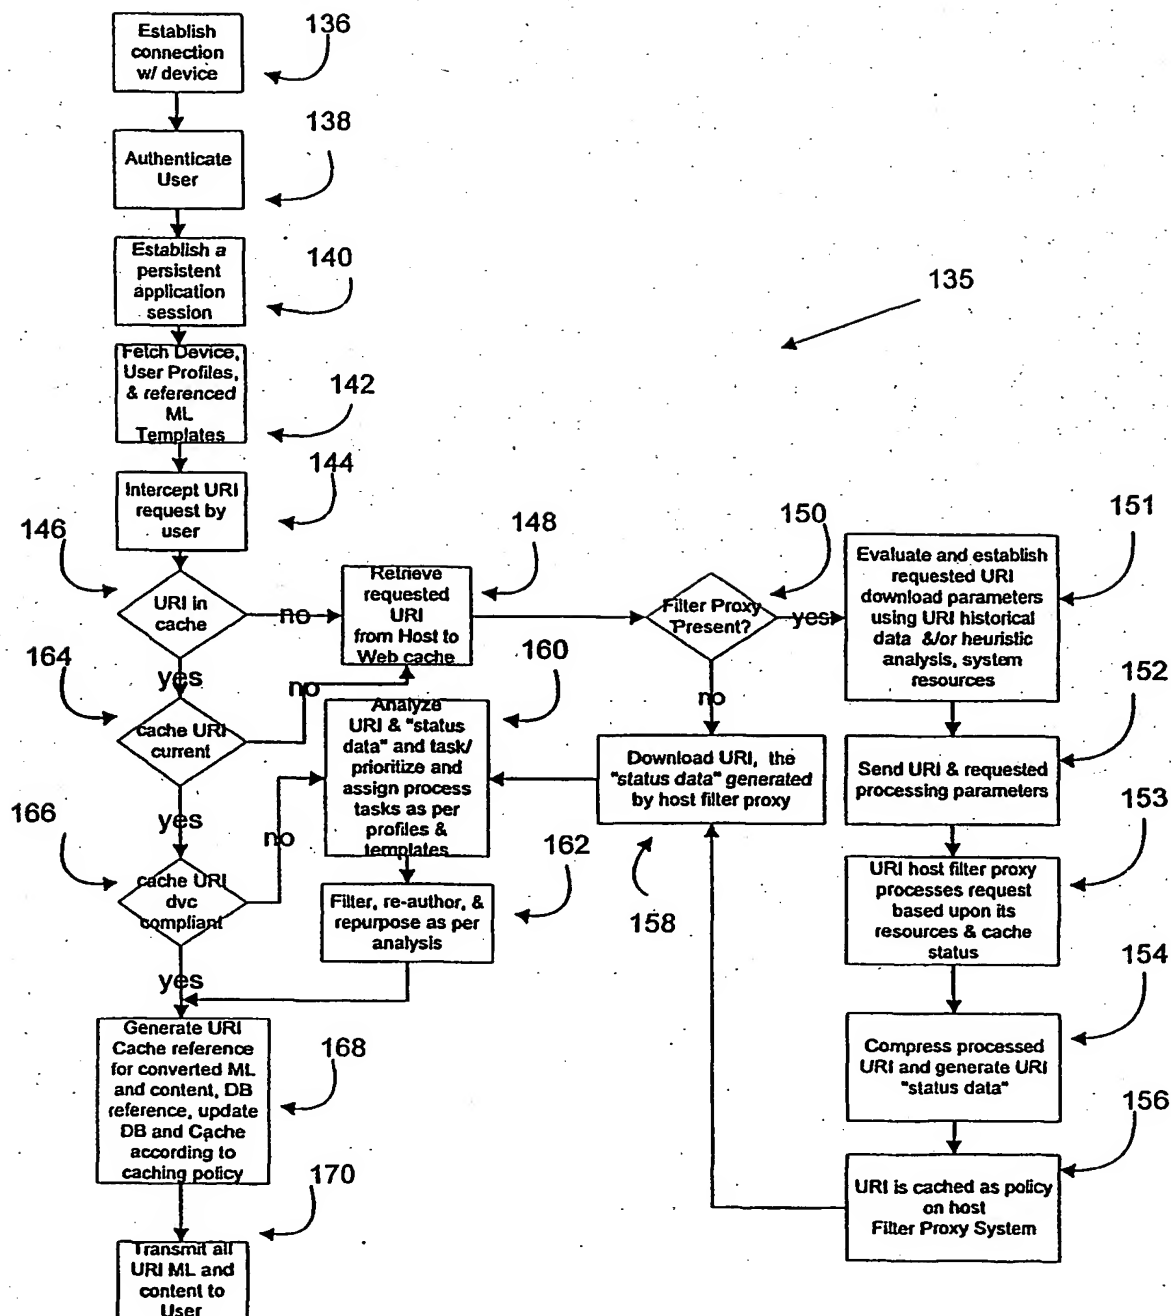 Establish
connection
w/ device
136
Authenticate
User
138
Establish a
persistent
application
session
140
135
Fetch Device,
User Profiles,
& referenced
ML
Templates
142
Intercept URI
request by
user
144
146
URI in
cache
no
yes
148
Retrieve
requested
URI
from Host to
Web cache
150
Filter Proxy
Present?
yes
no
151
Evaluate and establish
requested URI
download parameters
using URI historical
data &/or heuristic
analysis, system
resources
164
cache URI
current
no
yes
160
Analyze
URI & "status
data" and task/
prioritize and
assign process
tasks as per
profiles &
templates
Download URI, the
"status data" generated
by host filter proxy
158
152
Send URI & requested
processing parameters
153
URI host filter proxy
processes request
based upon its
resources & cache
status
166
cache URI
dvc
compliant
no
yes
162
Filter, re-author, &
repurpose as per
analysis
154
Compress processed
URI and generate URI
"status data"
156
URI is cached as policy
on host
Filter Proxy System
Generate URI
Cache reference
for converted ML
and content, DB
reference, update
DB and Cache
according to
caching policy
168
170
Transmit all
URI ML and
content to
User